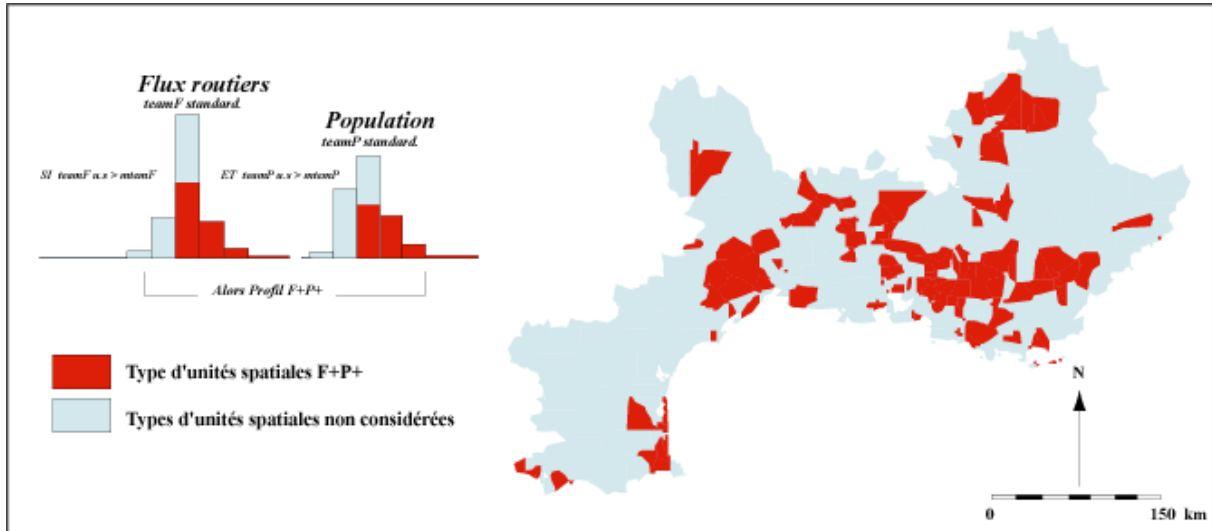 Flux routiers
teamF standard.
Population
teamP standard.
SI teamF u.s > mtamF
ET teamP u.s > mtemP
Alors Profil F+P+
Type d'unités spatiales F+P+
Types d'unités spatiales non considérées
N
0 150 km